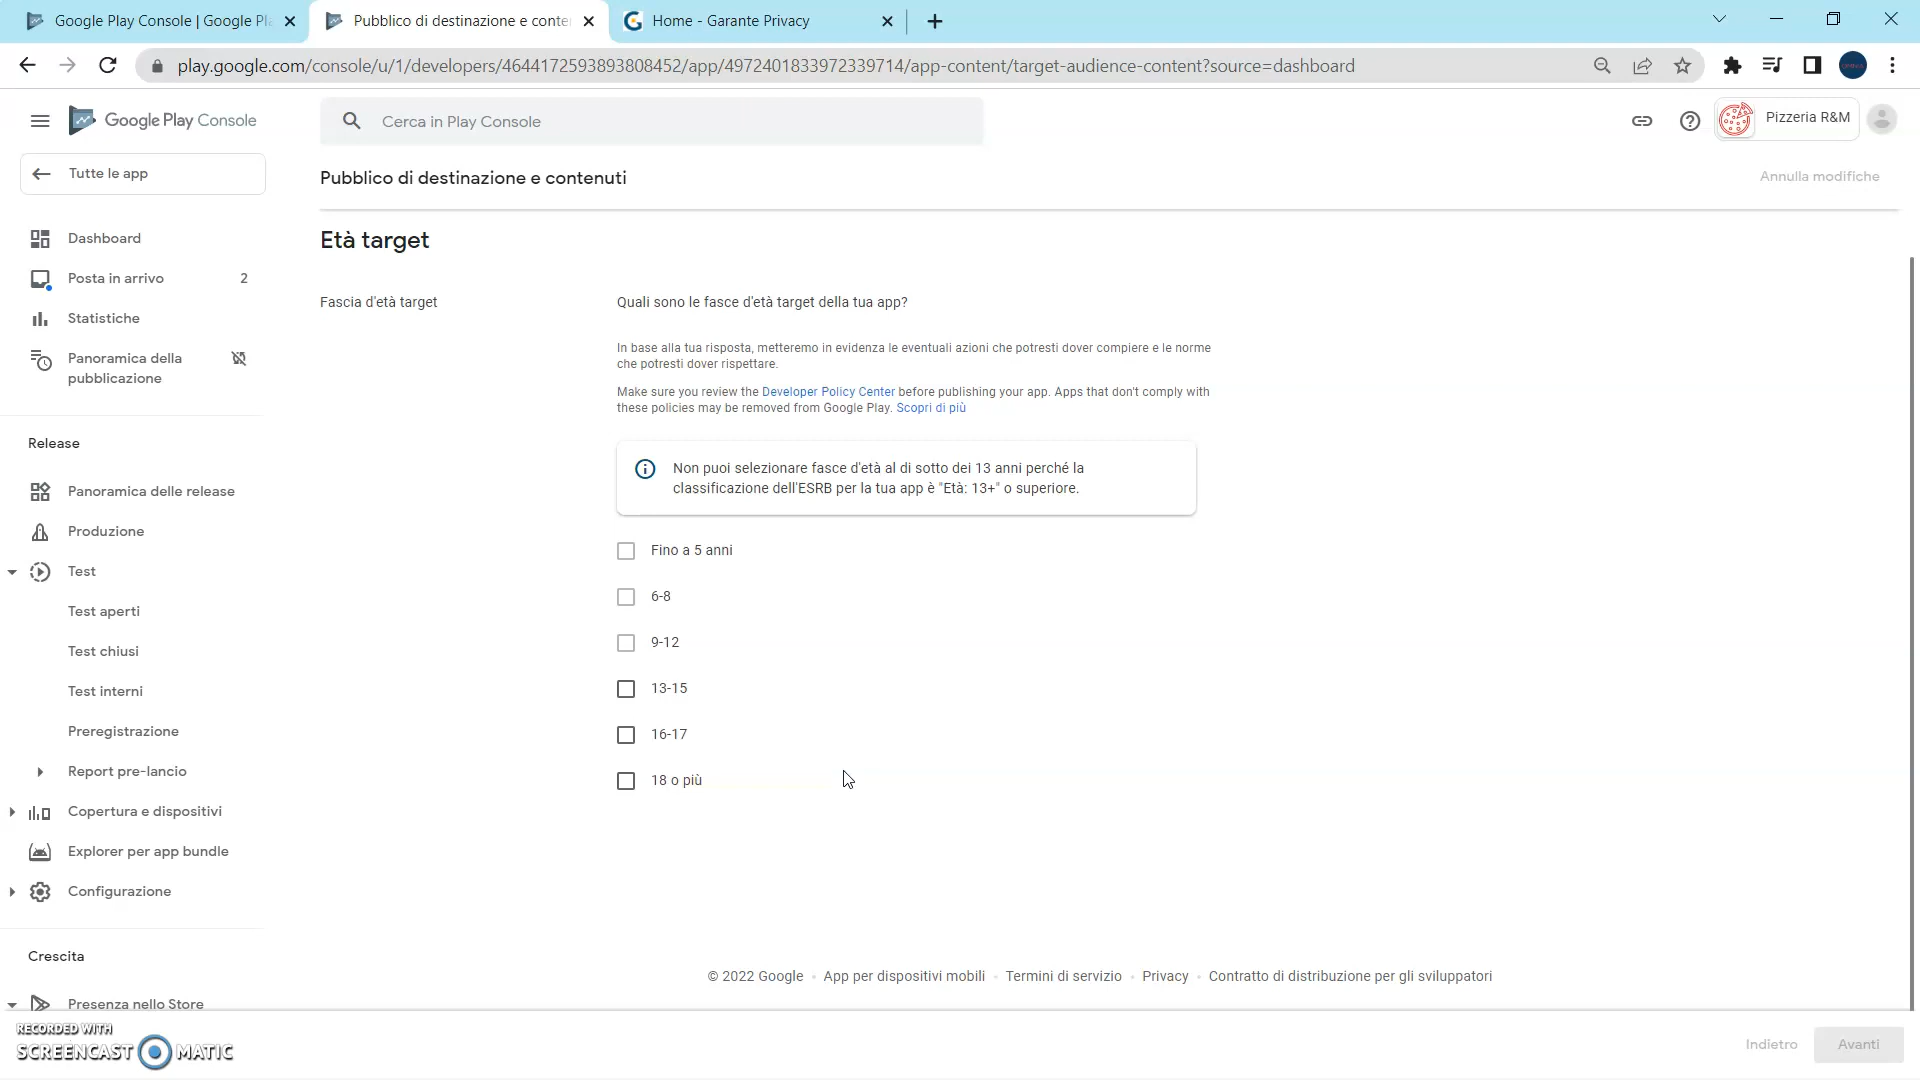 Google Play Console | Google Pla
Pubblico di destinazione e conte
Home - Garante Privacy
play.google.com/console/u/1/developers/4644172593893808452/app/4972401833972339714/app-content/target-audience-content?source=dashboard
Google Play Console
Cerca in Play Console
Pizzeria R&M
Tutte le app
Pubblico di destinazione e contenuti
Annulla modifiche
Dashboard
Posta in arrivo 2
Statistiche
Panoramica della
pubblicazione
Release
Panoramica delle release
Produzione
Test
Test aperti
Test chiusi
Test interni
Preregistrazione
Report pre-lancio
Copertura e dispositivi
Explorer per app bundle
Configurazione
Crescita
Presenza nello Store
Età target
Fascia d'età target
Quali sono le fasce d'età target della tua app?
In base alla tua risposta, metteremo in evidenza le eventuali azioni che potresti dover compiere e le norme
che potresti dover rispettare.
Make sure you review the Developer Policy Center before publishing your app. Apps that don't comply with
these policies may be removed from Google Play. Scopri di più
Non puoi selezionare fasce d'età al di sotto dei 13 anni perché la
classificazione dell'ESRB per la tua app è "Età: 13+" o superiore.
Fino a 5 anni
6-8
9-12
13-15
16-17
18 o più
© 2022 Google • App per dispositivi mobili • Termini di servizio • Privacy • Contratto di distribuzione per gli sviluppatori
RECORDED WITH
SCREENCAST MATIC
Indietro
Avanti